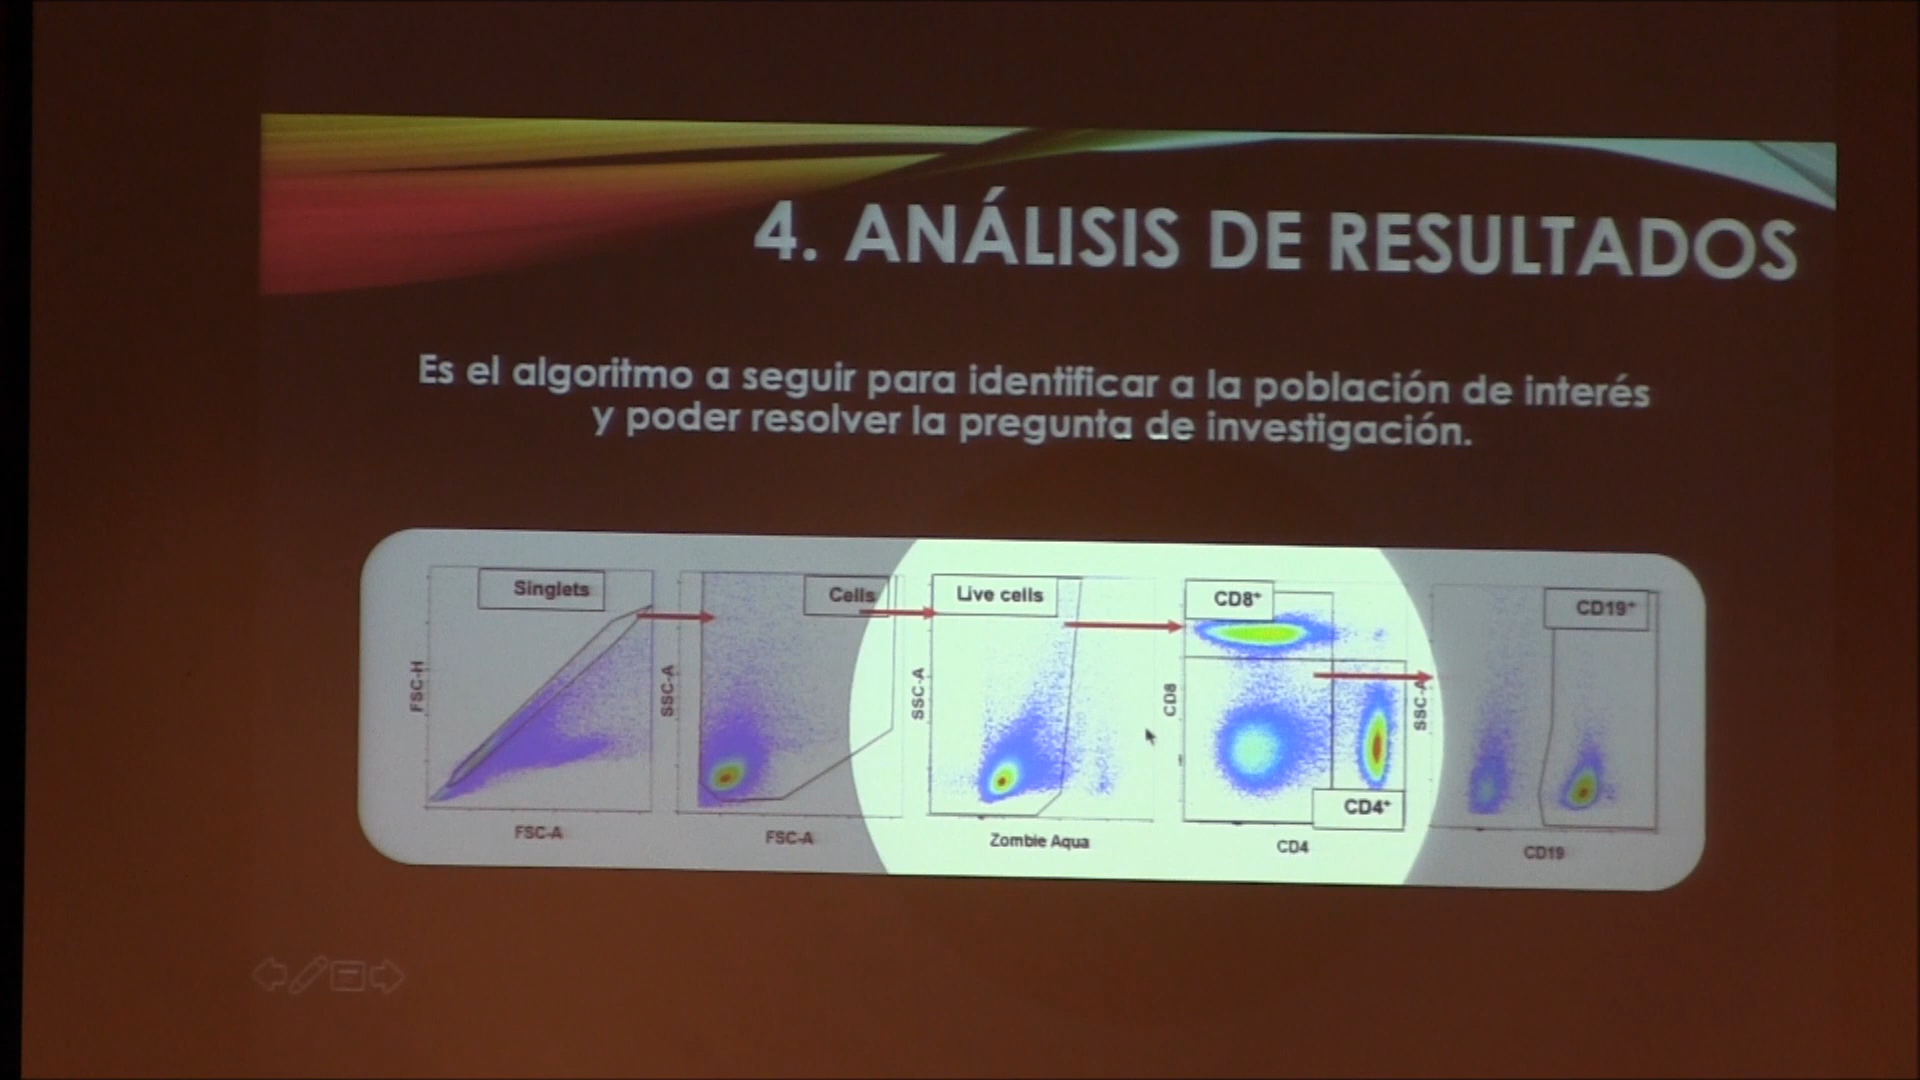 4. ANÁLISIS DE RESULTADOS
Es el algoritmo a seguir para identificar a la población de interés
y poder resolver la pregunta de investigación.
Singlets
FSC-H
FSC-A
Cells
SSC-A
FSC-A
Live cells
SSC-A
Zombie Aqua
CD8+
CD8
CD4+
CD4
CD19+
SSC-A
CD19